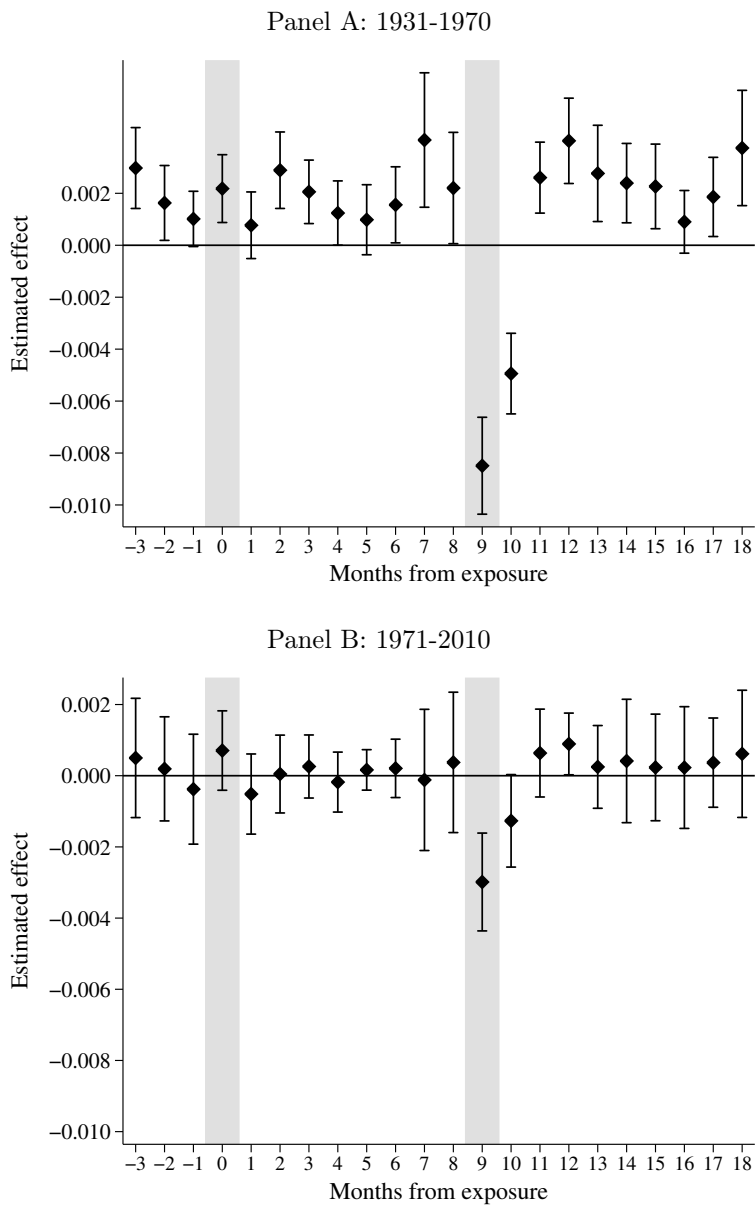 Panel A: 1931-1970
Estimated effect
0.002
0.000
−0.002
−0.004
−0.006
−0.008
−0.010
−3 −2 −1 0 1 2 3 4 5 6 7 8 9 10 11 12 13 14 15 16 17 18
Months from exposure
Panel B: 1971-2010
Estimated effect
0.002
0.000
−0.002
−0.004
−0.006
−0.008
−0.010
−3 −2 −1 0 1 2 3 4 5 6 7 8 9 10 11 12 13 14 15 16 17 18
Months from exposure